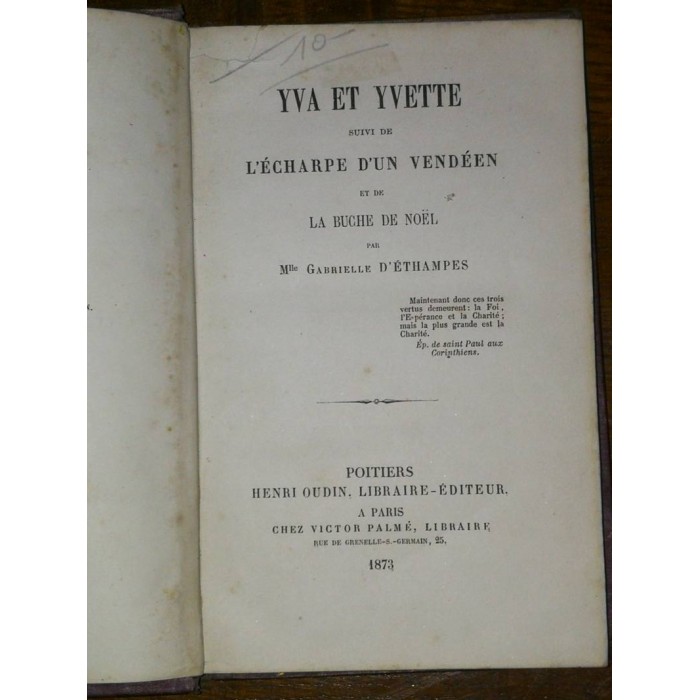 10
YVA ET YVETTE
SUIVI DE
L'ÉCHARPE D'UN VENDÉEN
ET DE
LA BUCHE DE NOËL
PAR
Mlle GABRIELLE D'ÉTHAMPES
Maintenant donc ces trois
vertus demeurent: la Foi,
l'E-pérance et la Charité;
mais la plus grande est la
Charité.
Ép. de saint Paul aux
Corinthiens.
POITIERS
HENRI OUDIN, LIBRAIRE-ÉDITEUR.
A PARIS
CHEZ VICTOR PALMÉ, LIBRAIRE
RUE DE GRENELLE-S.-GERMAIN, 25.
1873